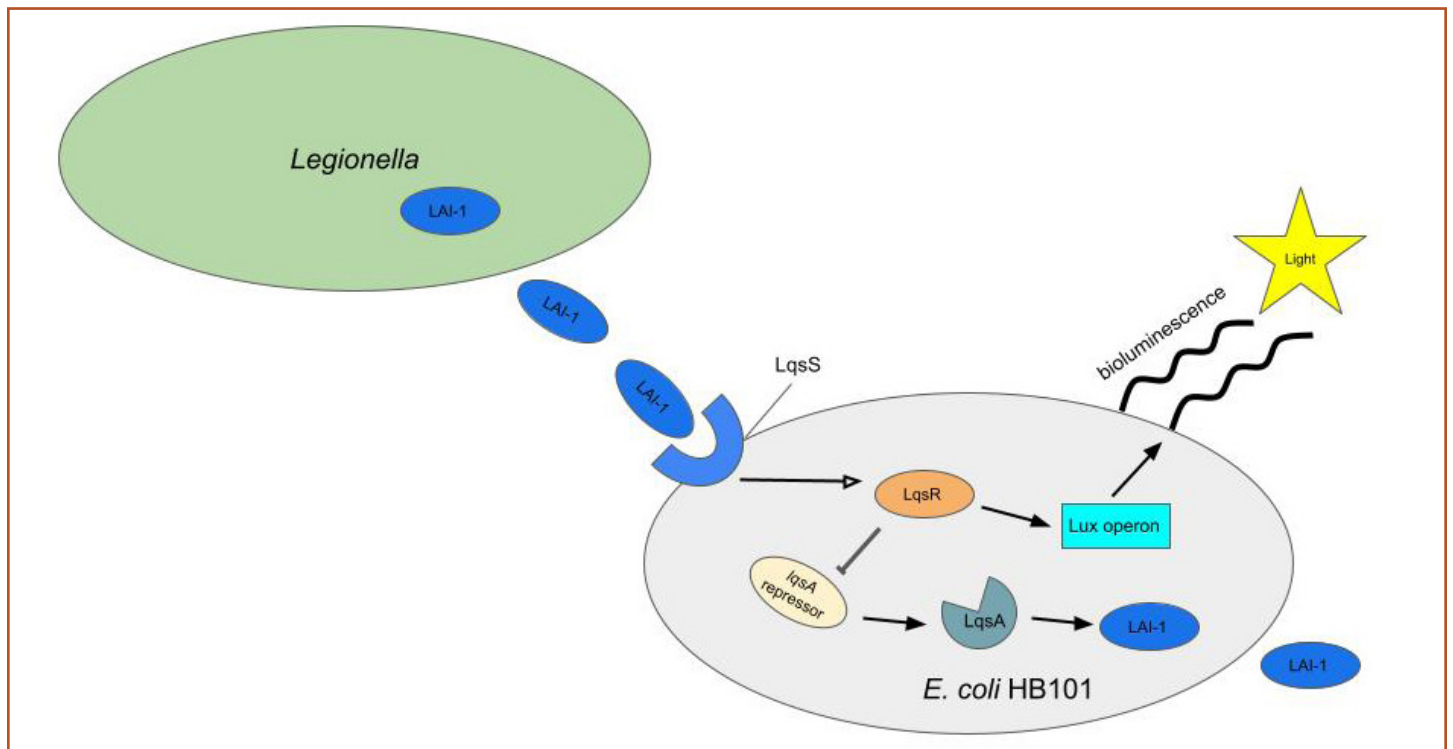 Legionella
LAI-1
LAI-1
LAI-1
LqsS
Light
bioluminescence
LqsR
Lux operon
lqsA
repressor
LqsA
LAI-1
LAI-1
E. coli HB101